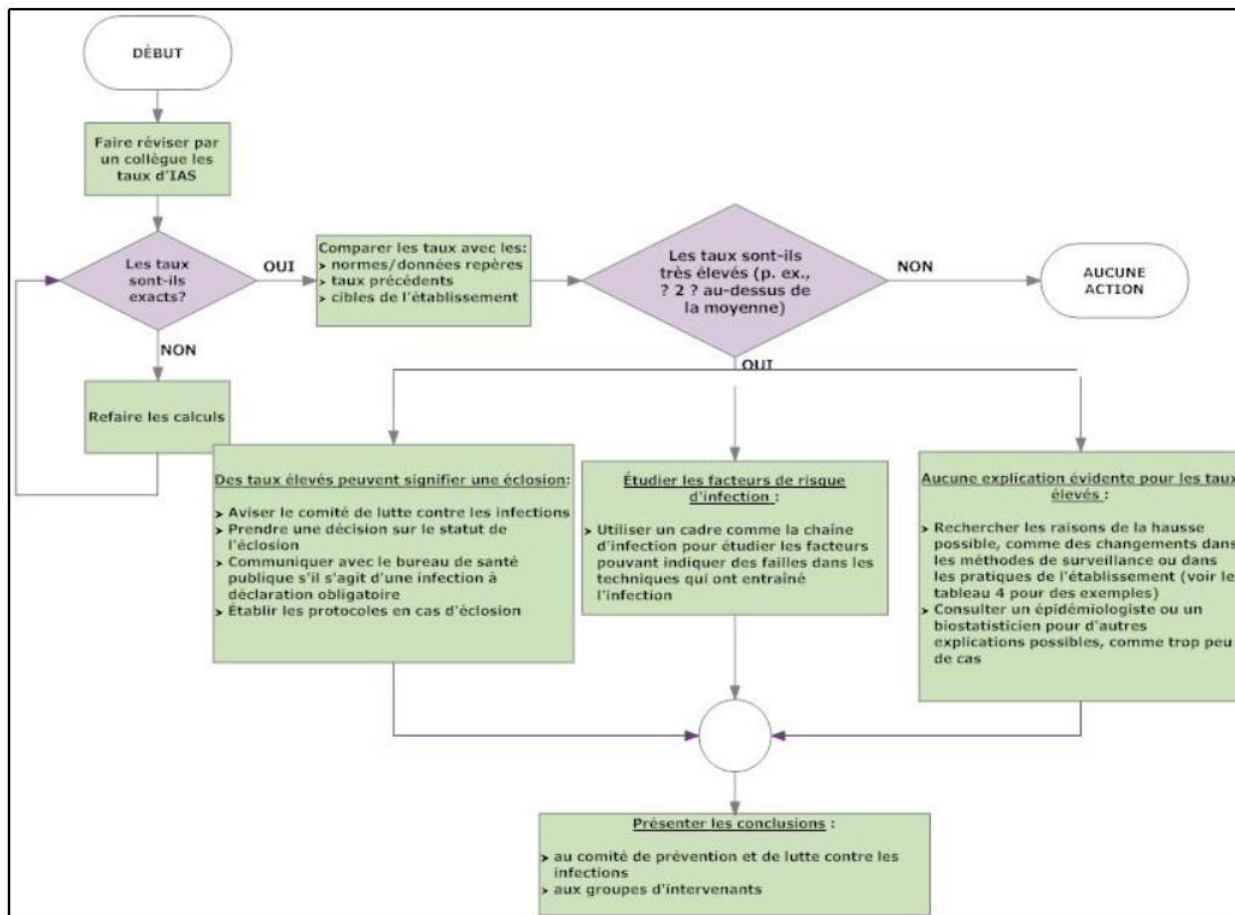 DÈBUT
Faire réviser par
un collègue les
taux d'IAS
Les taux
sont-ils
exacts?
OUI
NON
Refaire les calculs
Comparer les taux avec les:
➤ normes/données repères
➤ taux précédents
➤ cibles de l'établissement
Les taux sont-ils
très élevés (p. ex.,
? 2 ? au-dessus de
la moyenne)
NON
AUCUNE
ACTION
OUI
Des taux élevés peuvent signifier une éclosion:
➤ Aviser le comité de lutte contre les infections
➤ Prendre une décision sur le statut de
l'éclosion
➤ Communiquer avec le bureau de santé
publique s'il s'agit d'une infection à
déclaration obligatoire
➤ Établir les protocoles en cas d'éclosion
Étudier les facteurs de risque
d'infection :
➤ Utiliser un cadre comme la chaîne
d'infection pour étudier les facteurs
pouvant indiquer des failles dans les
techniques qui ont entraîné
l'infection
Aucune explication évidente pour les taux
élevés :
➤ Rechercher les raisons de la hausse
possible, comme des changements dans
les méthodes de surveillance ou dans
les pratiques de l'établissement (voir le
tableau 4 pour des exemples)
➤ Consulter un épidémiologiste ou un
biostatisticien pour d'autres
explications possibles, comme trop peu
de cas
Présenter les conclusions :
➤ au comité de prévention et de lutte contre les
infections
➤ aux groupes d'intervenants